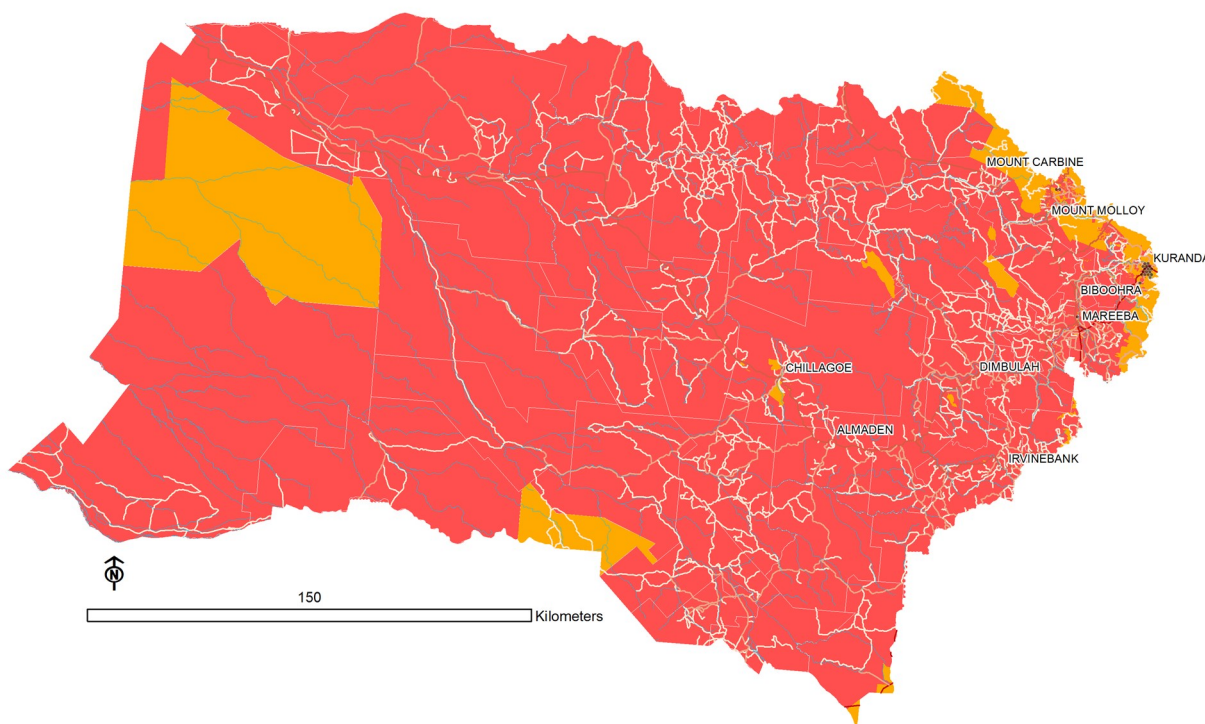 MOUNT CARBINE
MOUNT MOLLOY
KURANDA
BIBOOHRA
MAREEBA
CHILLAGOE
DIMBULAH
ALMADEN
IRVINEBANK
N
150
Kilometers